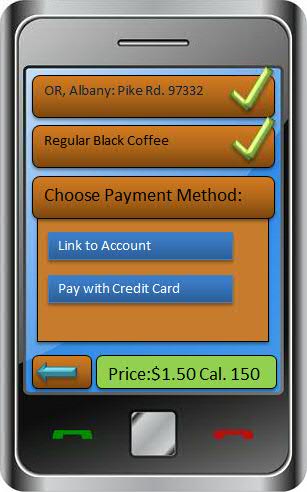 OR, Albany: Pike Rd. 97332
Regular Black Coffee
Choose Payment Method:
Link to Account
Pay with Credit Card
Price:$1.50 Cal. 150